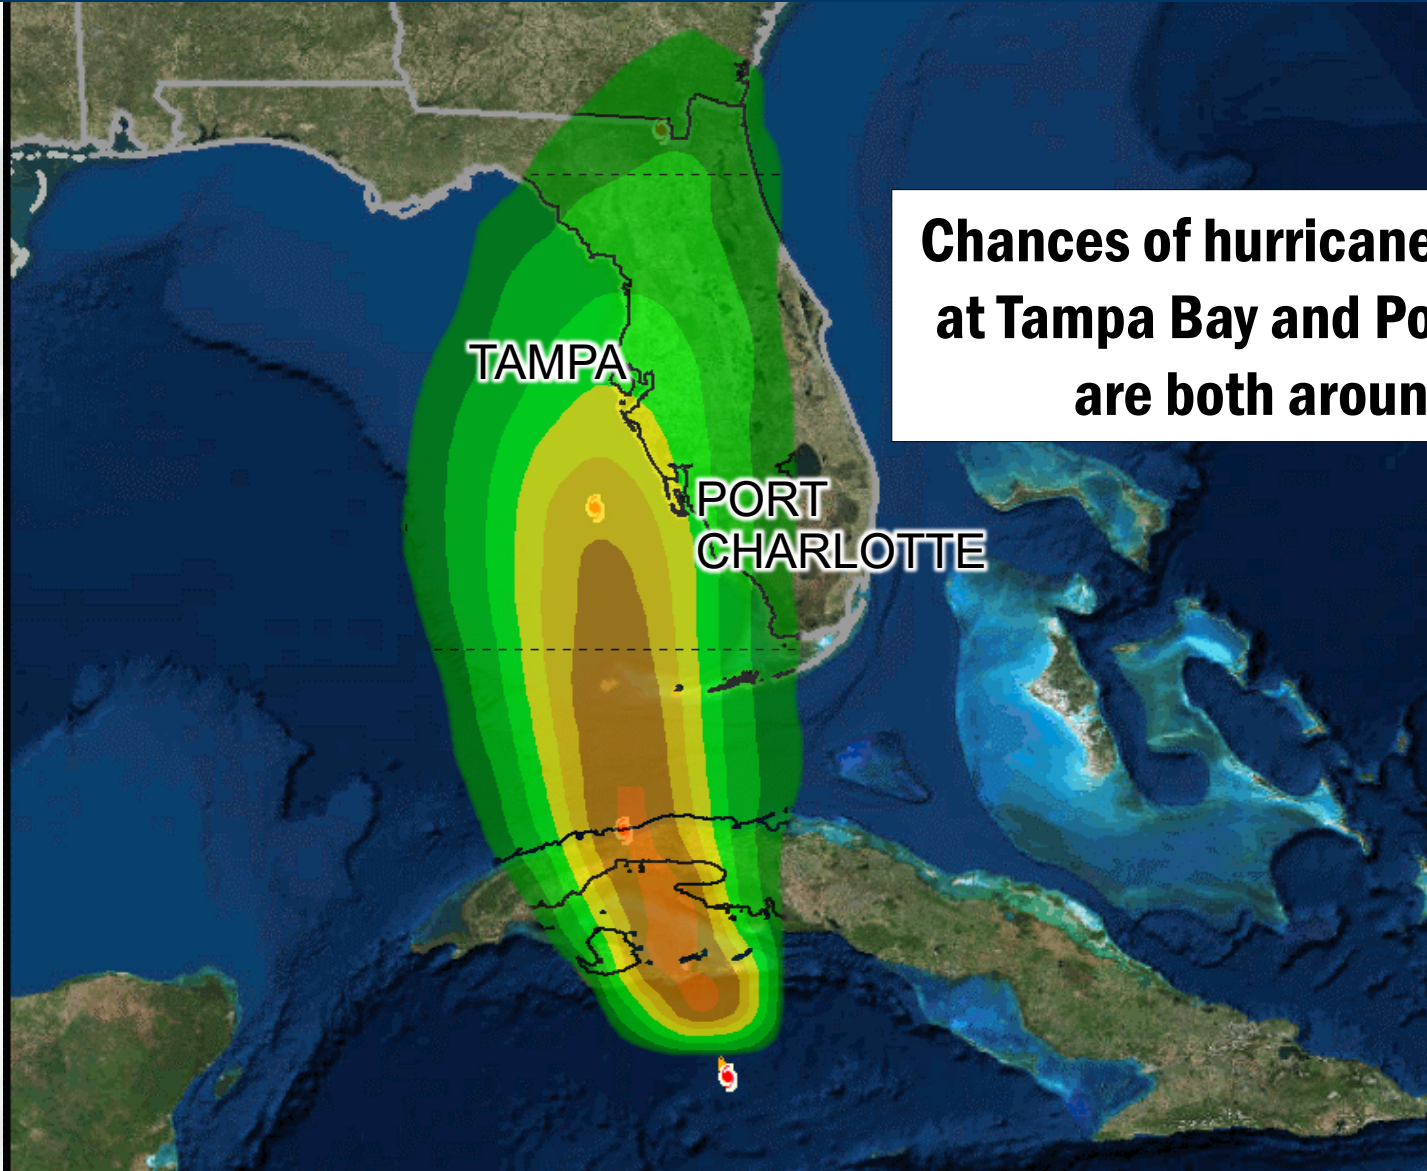 Chances of hurricane
at Tampa Bay and Po
are both aroun
TAMPA
PORT
CHARLOTTE